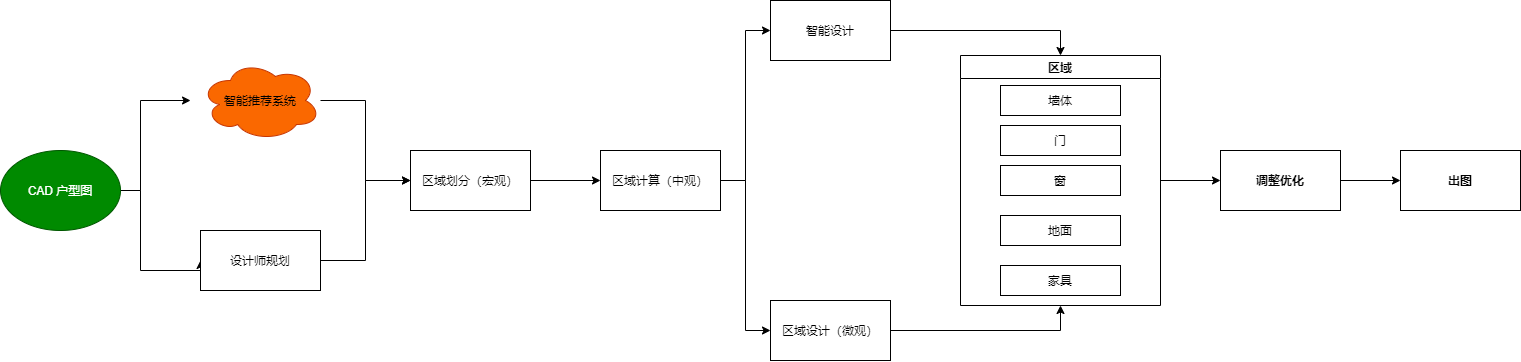 CAD 户型图
智能推荐系统
设计师规划
区域划分（宏观）
区域计算（中观）
智能设计
区域设计（微观）
区域
墙体
门
窗
地面
家具
调整优化
出图